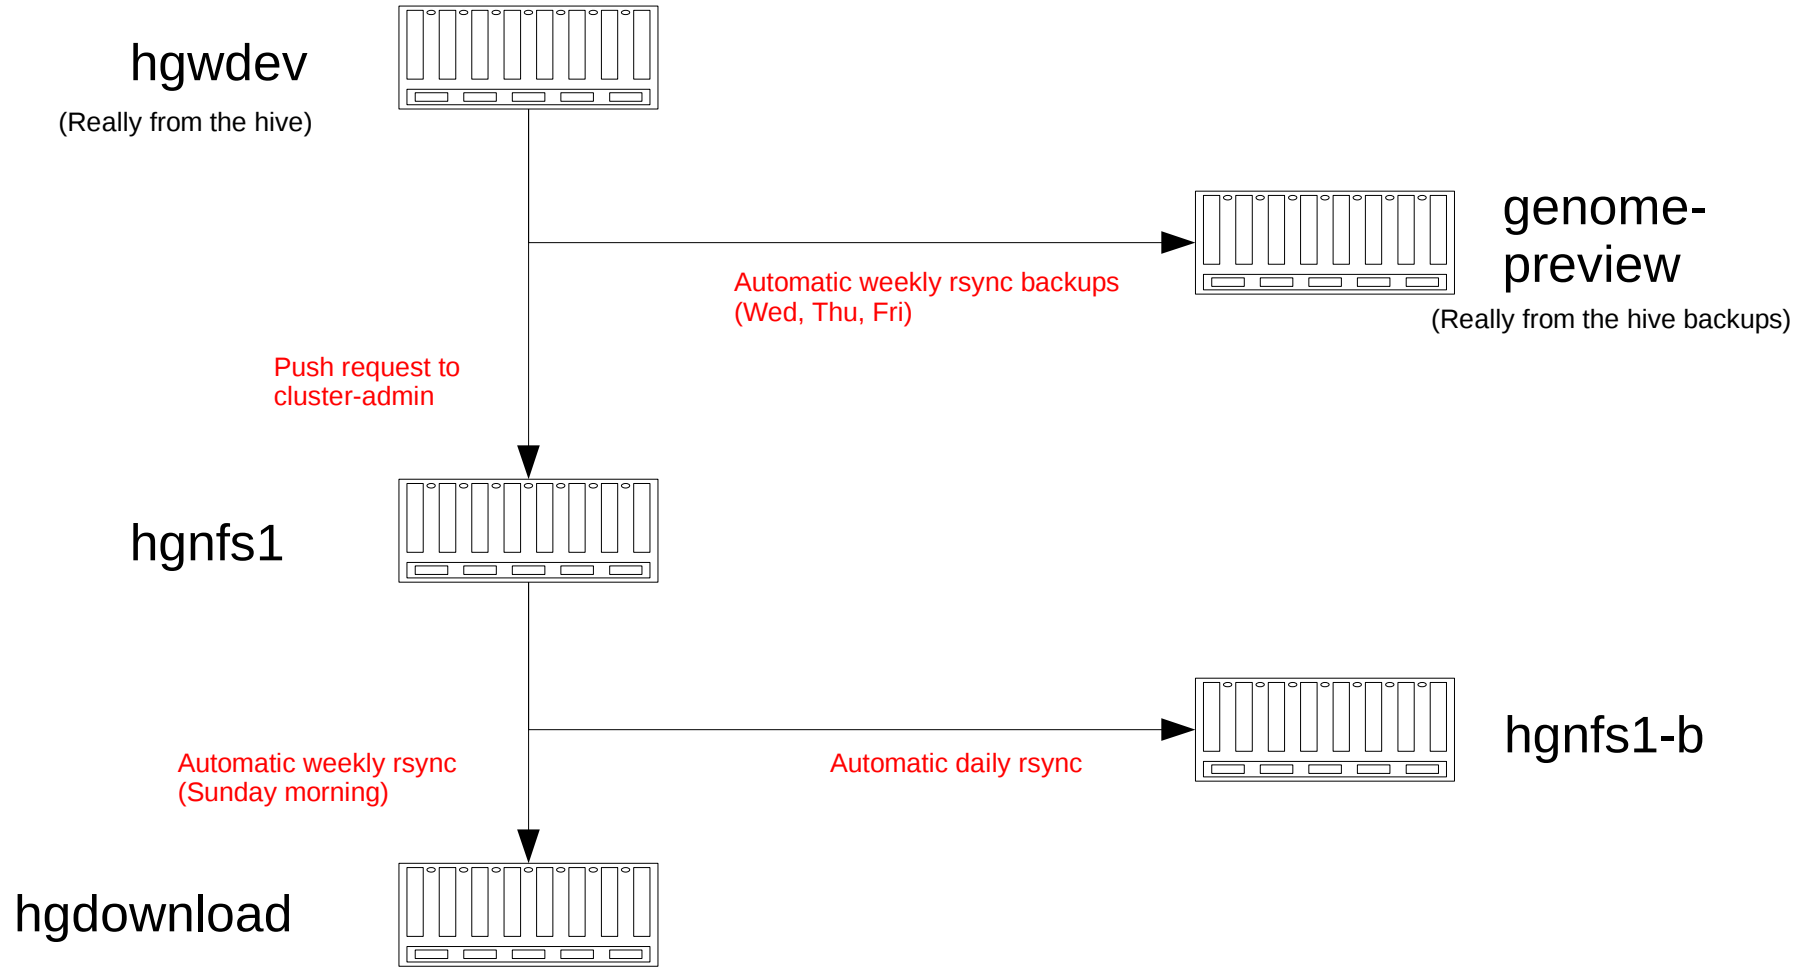 hgwdev
(Really from the hive)
genome-
preview
(Really from the hive backups)
Automatic weekly rsync backups
(Wed, Thu, Fri)
Push request to
cluster-admin
hgnfs1
hgnfs1-b
Automatic weekly rsync
(Sunday morning)
Automatic daily rsync
hgdownload